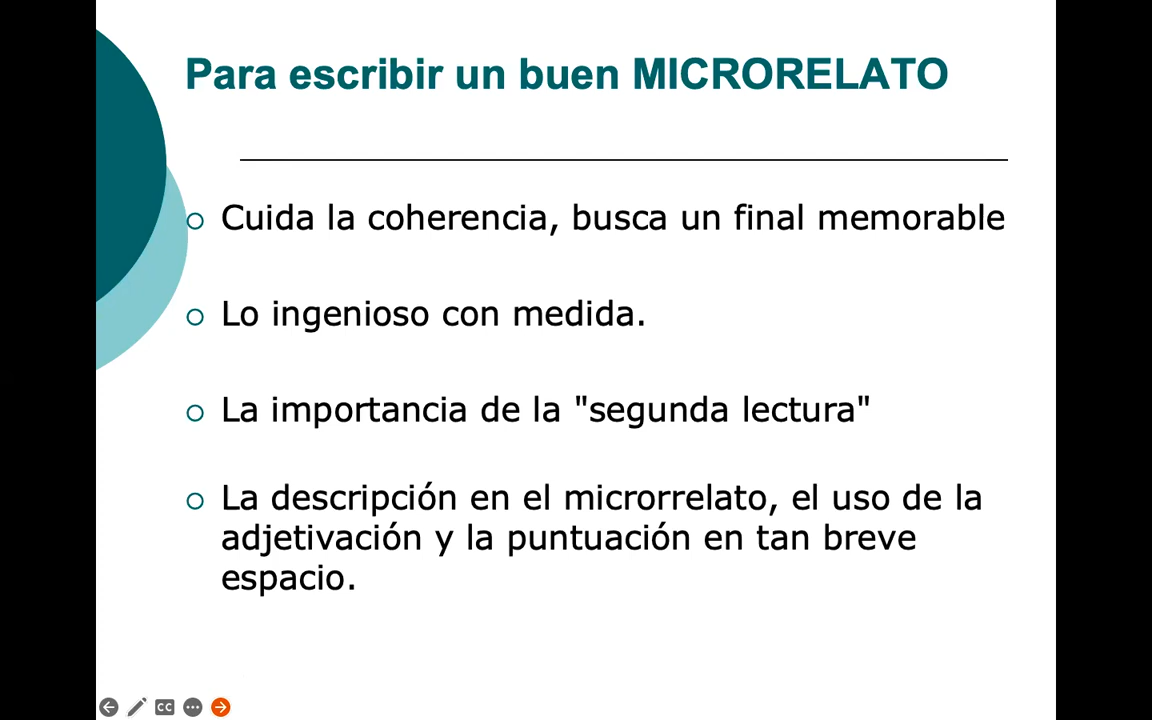 Para escribir un buen MICRORELATO
Cuida la coherencia, busca un final memorable
Lo ingenioso con medida.
La importancia de la "segunda lectura"
La descripción en el microrrelato, el uso de la
adjetivación y la puntuación en tan breve
espacio.
CC